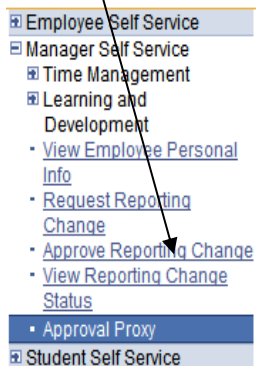 Employee Self Service
Manager Self Service
Time Management
Learning and
Development
View Employee Personal
Info
Request Reporting
Change
Approve Reporting Change
View Reporting Change
Status
Approval Proxy
Student Self Service